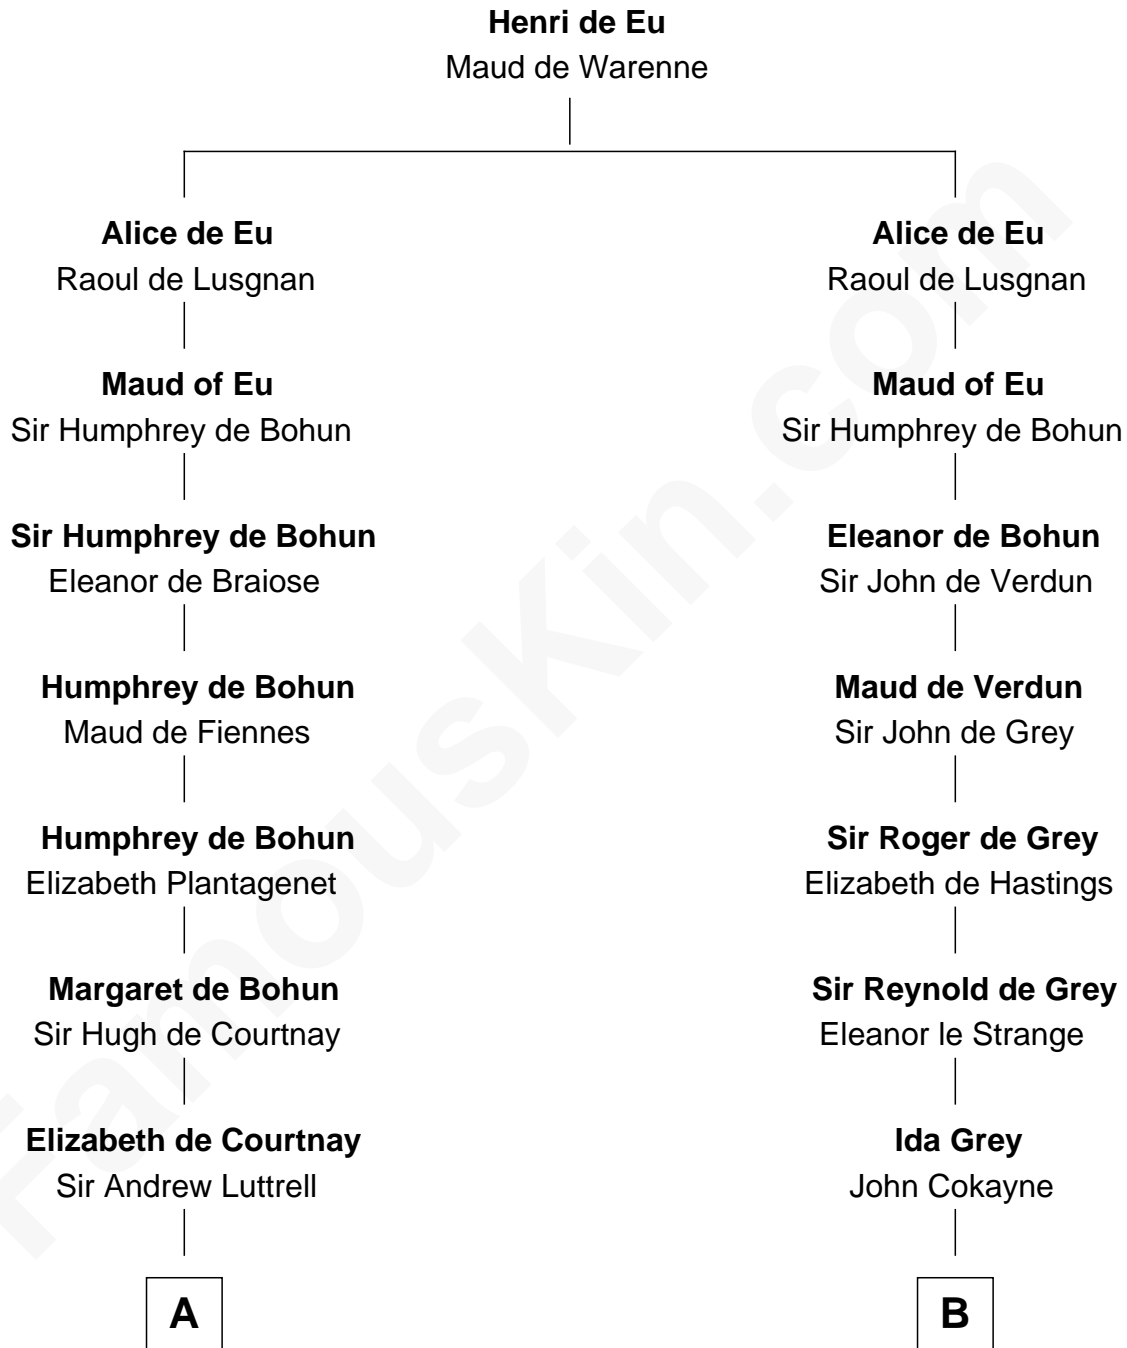 Henri de Eu
Maud de Warenne
Alice de Eu
Raoul de Lusgnan
Maud of Eu
Sir Humphrey de Bohun
Sir Humphrey de Bohun
Eleanor de Braiose
Humphrey de Bohun
Maud de Fiennes
Humphrey de Bohun
Elizabeth Plantagenet
Margaret de Bohun
Sir Hugh de Courtnay
Elizabeth de Courtnay
Sir Andrew Luttrell
A
Alice de Eu
Raoul de Lusgnan
Maud of Eu
Sir Humphrey de Bohun
Eleanor de Bohun
Sir John de Verdun
Maud de Verdun
Sir John de Grey
Sir Roger de Grey
Elizabeth de Hastings
Sir Reynold de Grey
Eleanor le Strange
Ida Grey
John Cokayne
B
FamousKin.com